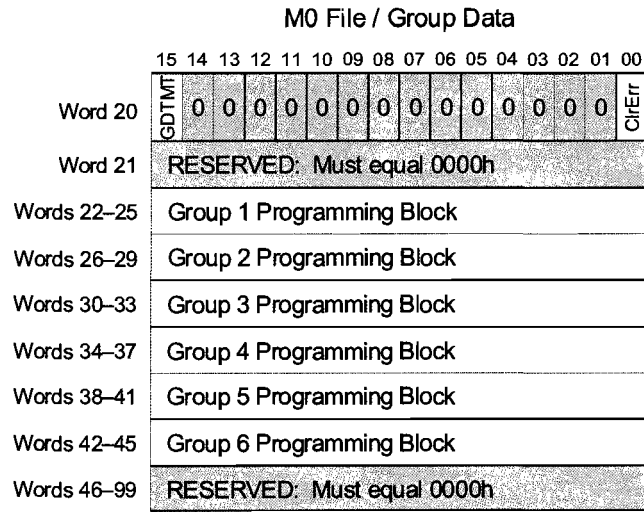 M0 File / Group Data
15 14 13 12 11 10 09 08 07 06 05 04 03 02 01 00
Word 20 GDTMT 0 0 0 0 0 0 0 0 0 0 0 0 0 0 ClrErr
Word 21 RESERVED: Must equal 0000h
Words 22–25 Group 1 Programming Block
Words 26–29 Group 2 Programming Block
Words 30–33 Group 3 Programming Block
Words 34–37 Group 4 Programming Block
Words 38–41 Group 5 Programming Block
Words 42–45 Group 6 Programming Block
Words 46–99 RESERVED: Must equal 0000h